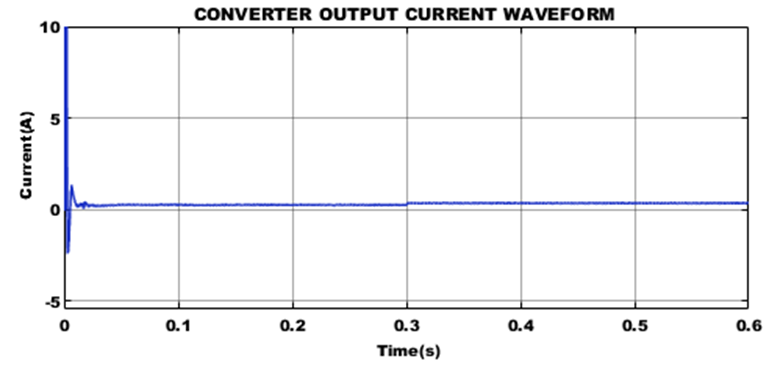 CONVERTER OUTPUT CURRENT WAVEFORM
10
5
0
-5
Current(A)
0 0.1 0.2 0.3 0.4 0.5 0.6
Time(s)